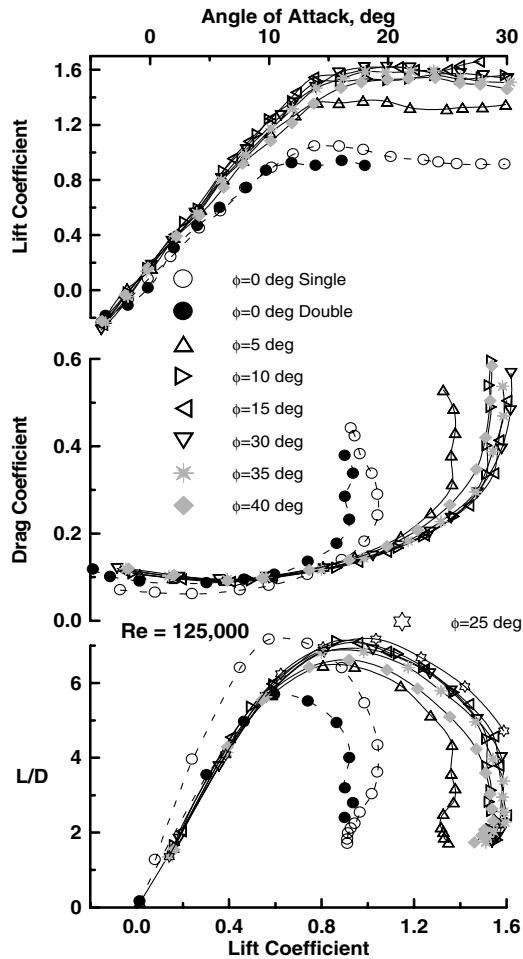 Angle of Attack, deg
0 10 20 30
1.6
1.2
0.8
0.4
0.0
Lift Coefficient
ϕ=0 deg Single
ϕ=0 deg Double
ϕ=5 deg
ϕ=10 deg
ϕ=15 deg
ϕ=30 deg
ϕ=35 deg
ϕ=40 deg
0.6
0.4
0.2
0.0
Drag Coefficient
Re = 125,000
ϕ=25 deg
8
6
4
2
0
L/D
0.0 0.4 0.8 1.2 1.6
Lift Coefficient